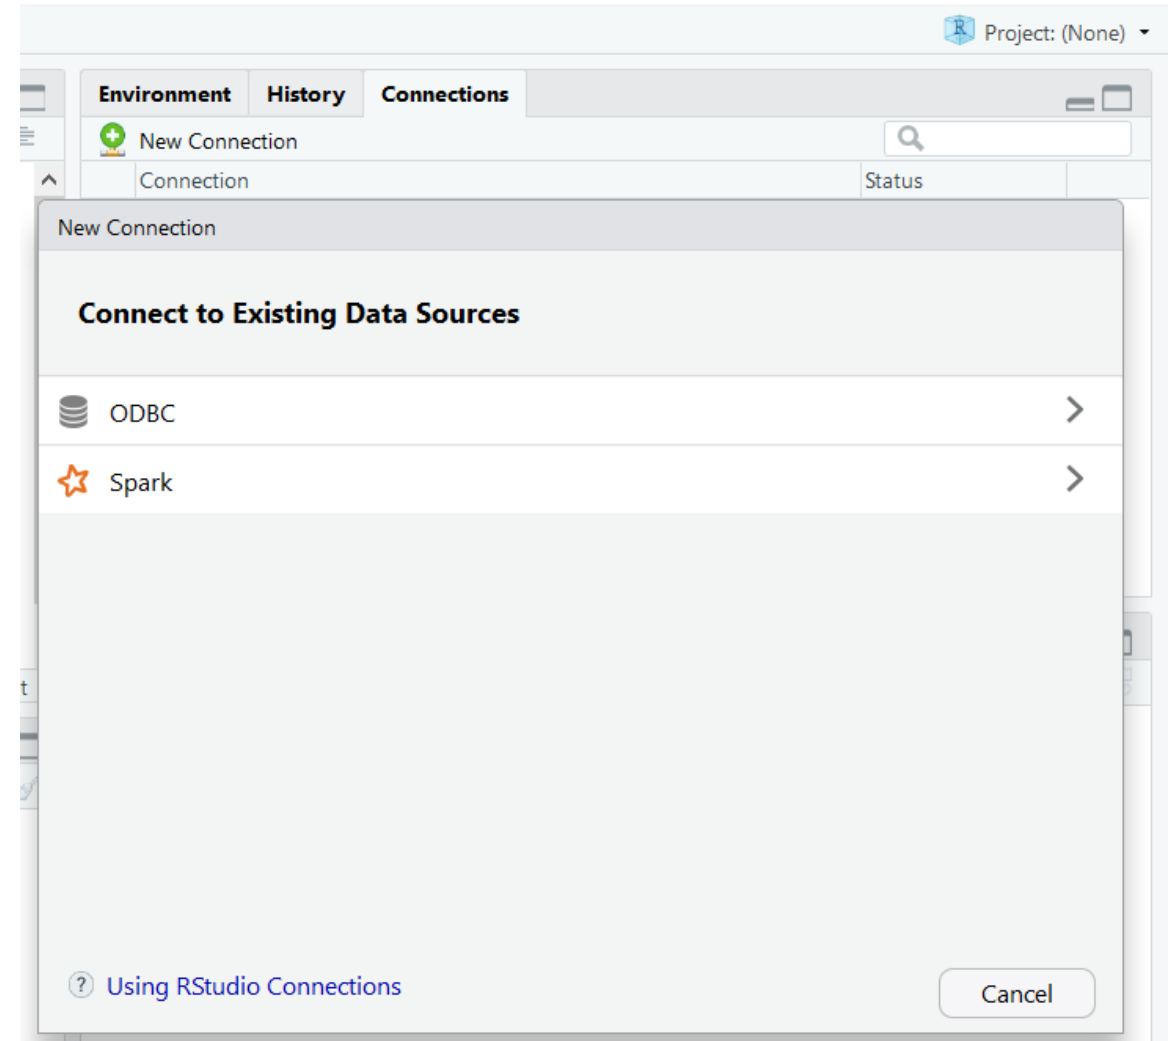 Project: (None)
Environment History Connections
New Connection
Connection Status
New Connection
Connect to Existing Data Sources
ODBC
Spark
t
? Using RStudio Connections
Cancel